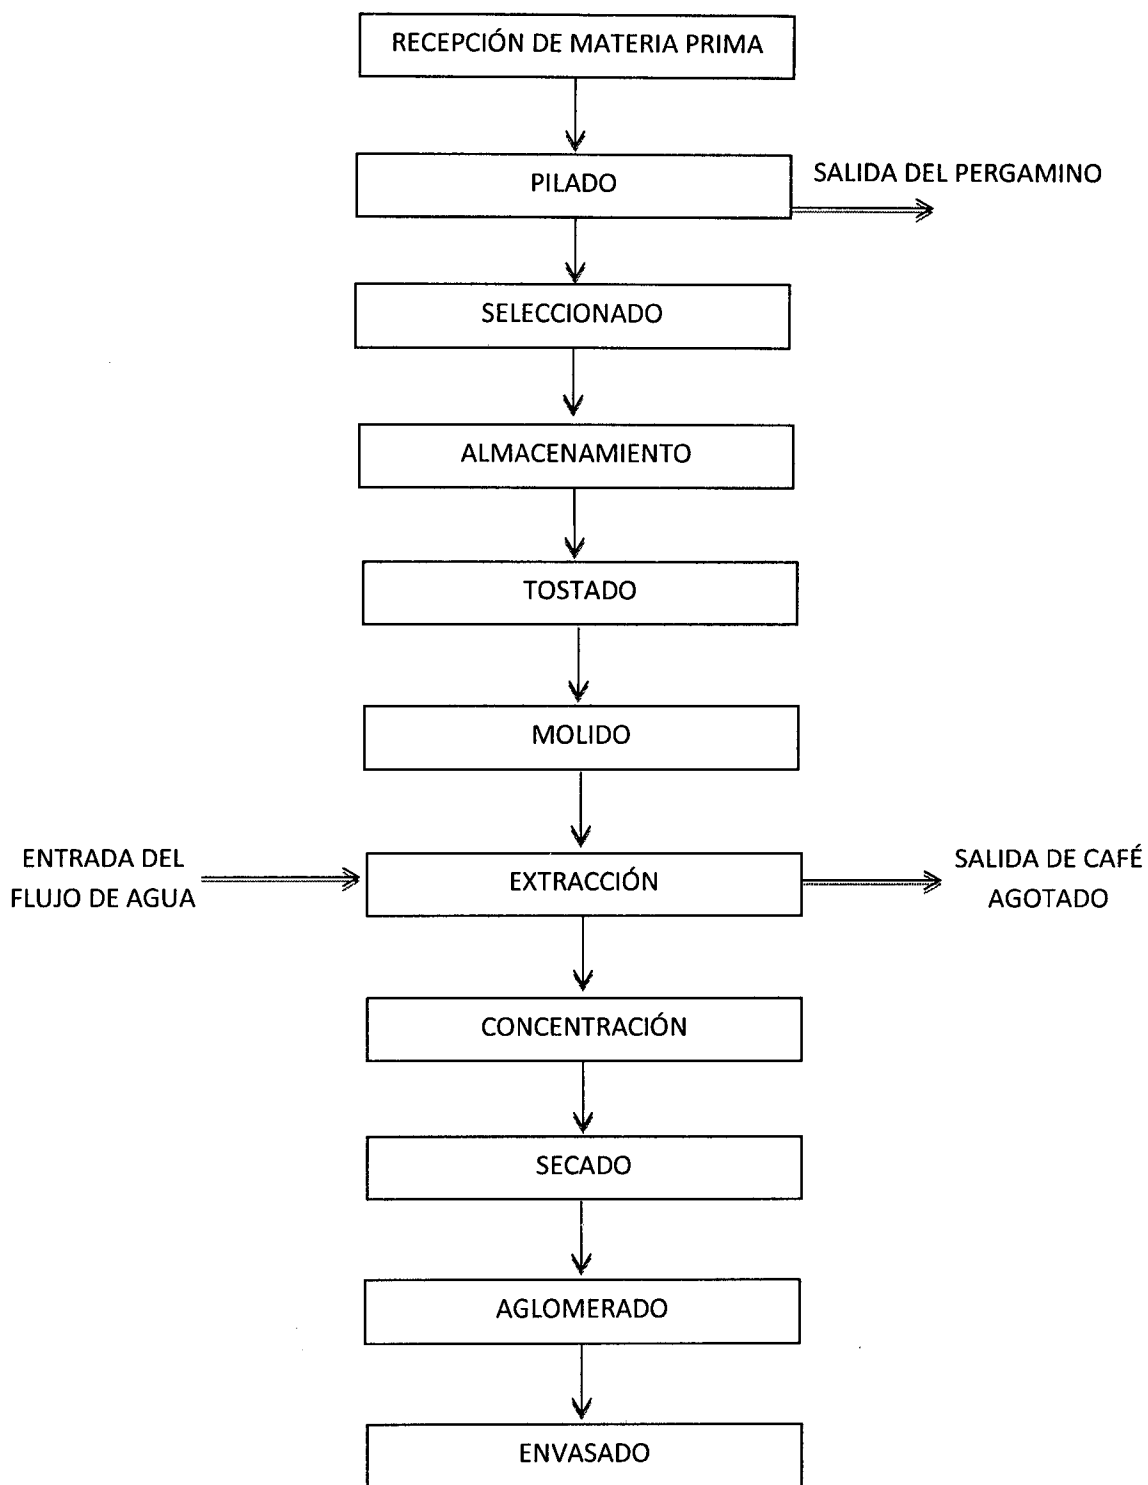 RECEPCIÓN DE MATERIA PRIMA
PILADO
SALIDA DEL PERGAMINO
SELECCIONADO
ALMACENAMIENTO
TOSTADO
MOLIDO
ENTRADA DEL
FLUJO DE AGUA
EXTRACCIÓN
SALIDA DE CAFÉ
AGOTADO
CONCENTRACIÓN
SECADO
AGLOMERADO
ENVASADO